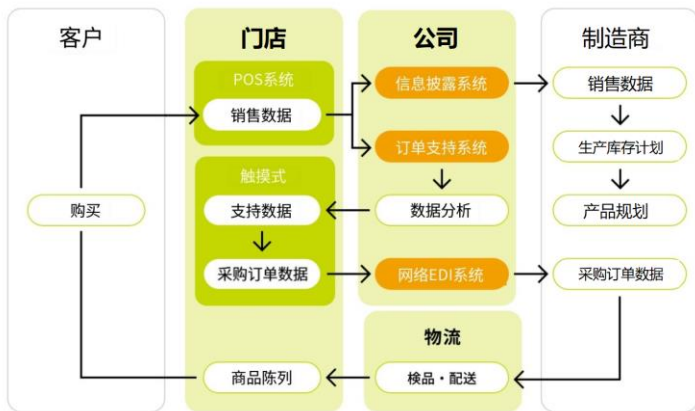 客户
门店
公司
制造商
POS系统
销售数据
信息披露系统
销售数据
订单支持系统
生产库存计划
触摸式
购买
支持数据
数据分析
产品规划
采购订单数据
网络EDI系统
采购订单数据
物流
商品陈列
検品・配送